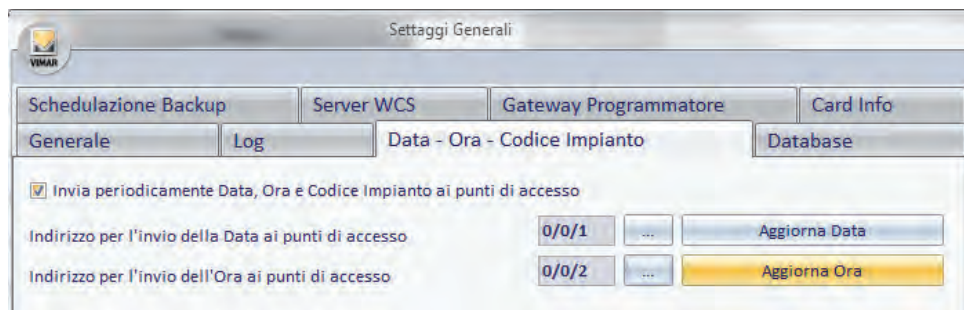 Settaggi Generali
VIMAR
Schedulazione Backup Server WCS Gateway Programmatore Card Info
Generale Log Data - Ora - Codice Impianto Database
Invia periodicamente Data, Ora e Codice Impianto ai punti di accesso
Indirizzo per l'invio della Data ai punti di accesso 0/0/1 ... Aggiorna Data
Indirizzo per l'invio dell'Ora ai punti di accesso 0/0/2 ... Aggiorna Ora